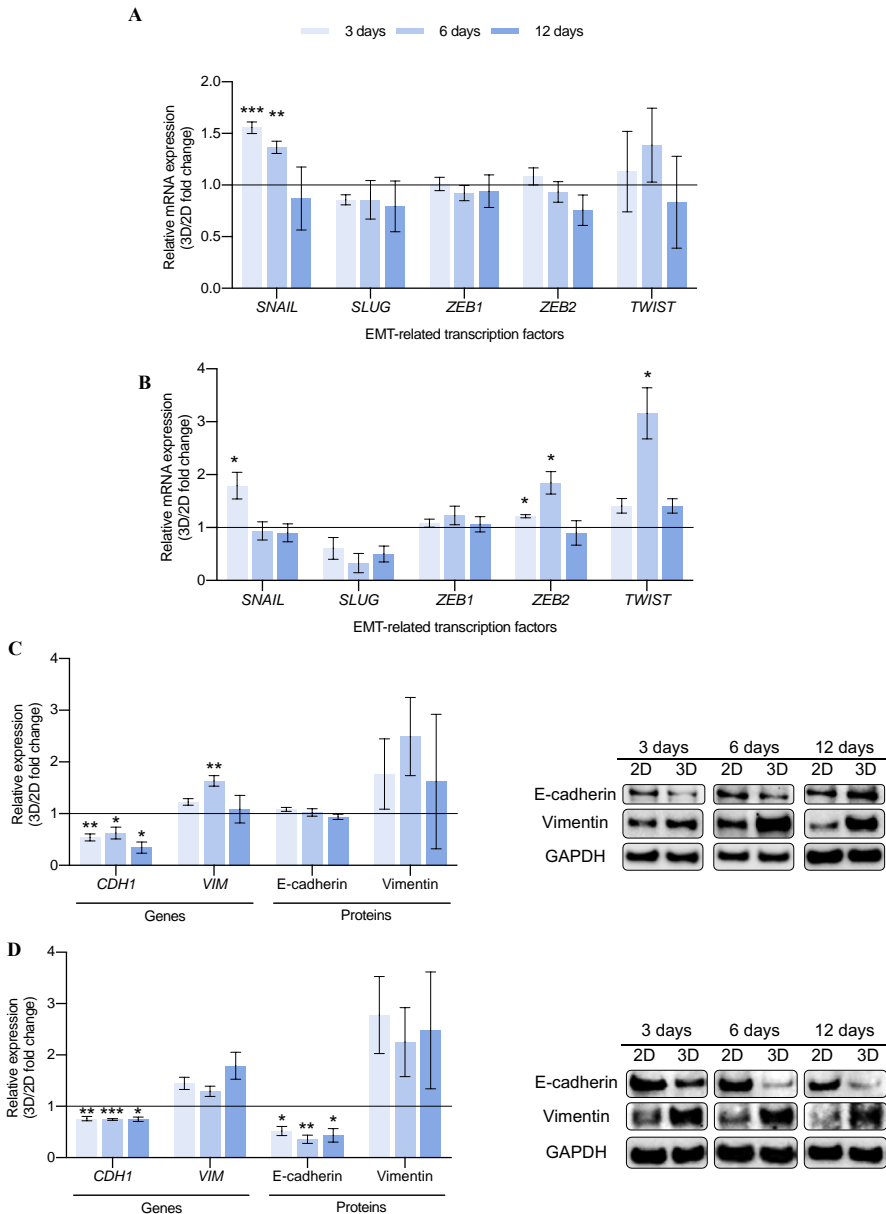 A
3 days 6 days 12 days
Relative mRNA expression
(3D/2D fold change)
2.0
1.5
1.0
0.5
0.0
*** **
SNAIL SLUG ZEB1 ZEB2 TWIST
EMT-related transcription factors
B
Relative mRNA expression
(3D/2D fold change)
4
3
2
1
0
* * * *
SNAIL SLUG ZEB1 ZEB2 TWIST
EMT-related transcription factors
C
Relative expression
(3D/2D fold change)
4
3
2
1
0
** * * **
CDH1 VIM E-cadherin Vimentin
Genes Proteins
3 days 6 days 12 days
2D 3D 2D 3D 2D 3D
E-cadherin
Vimentin
GAPDH
D
Relative expression
(3D/2D fold change)
4
3
2
1
0
** *** * * ** *
CDH1 VIM E-cadherin Vimentin
Genes Proteins
3 days 6 days 12 days
2D 3D 2D 3D 2D 3D
E-cadherin
Vimentin
GAPDH